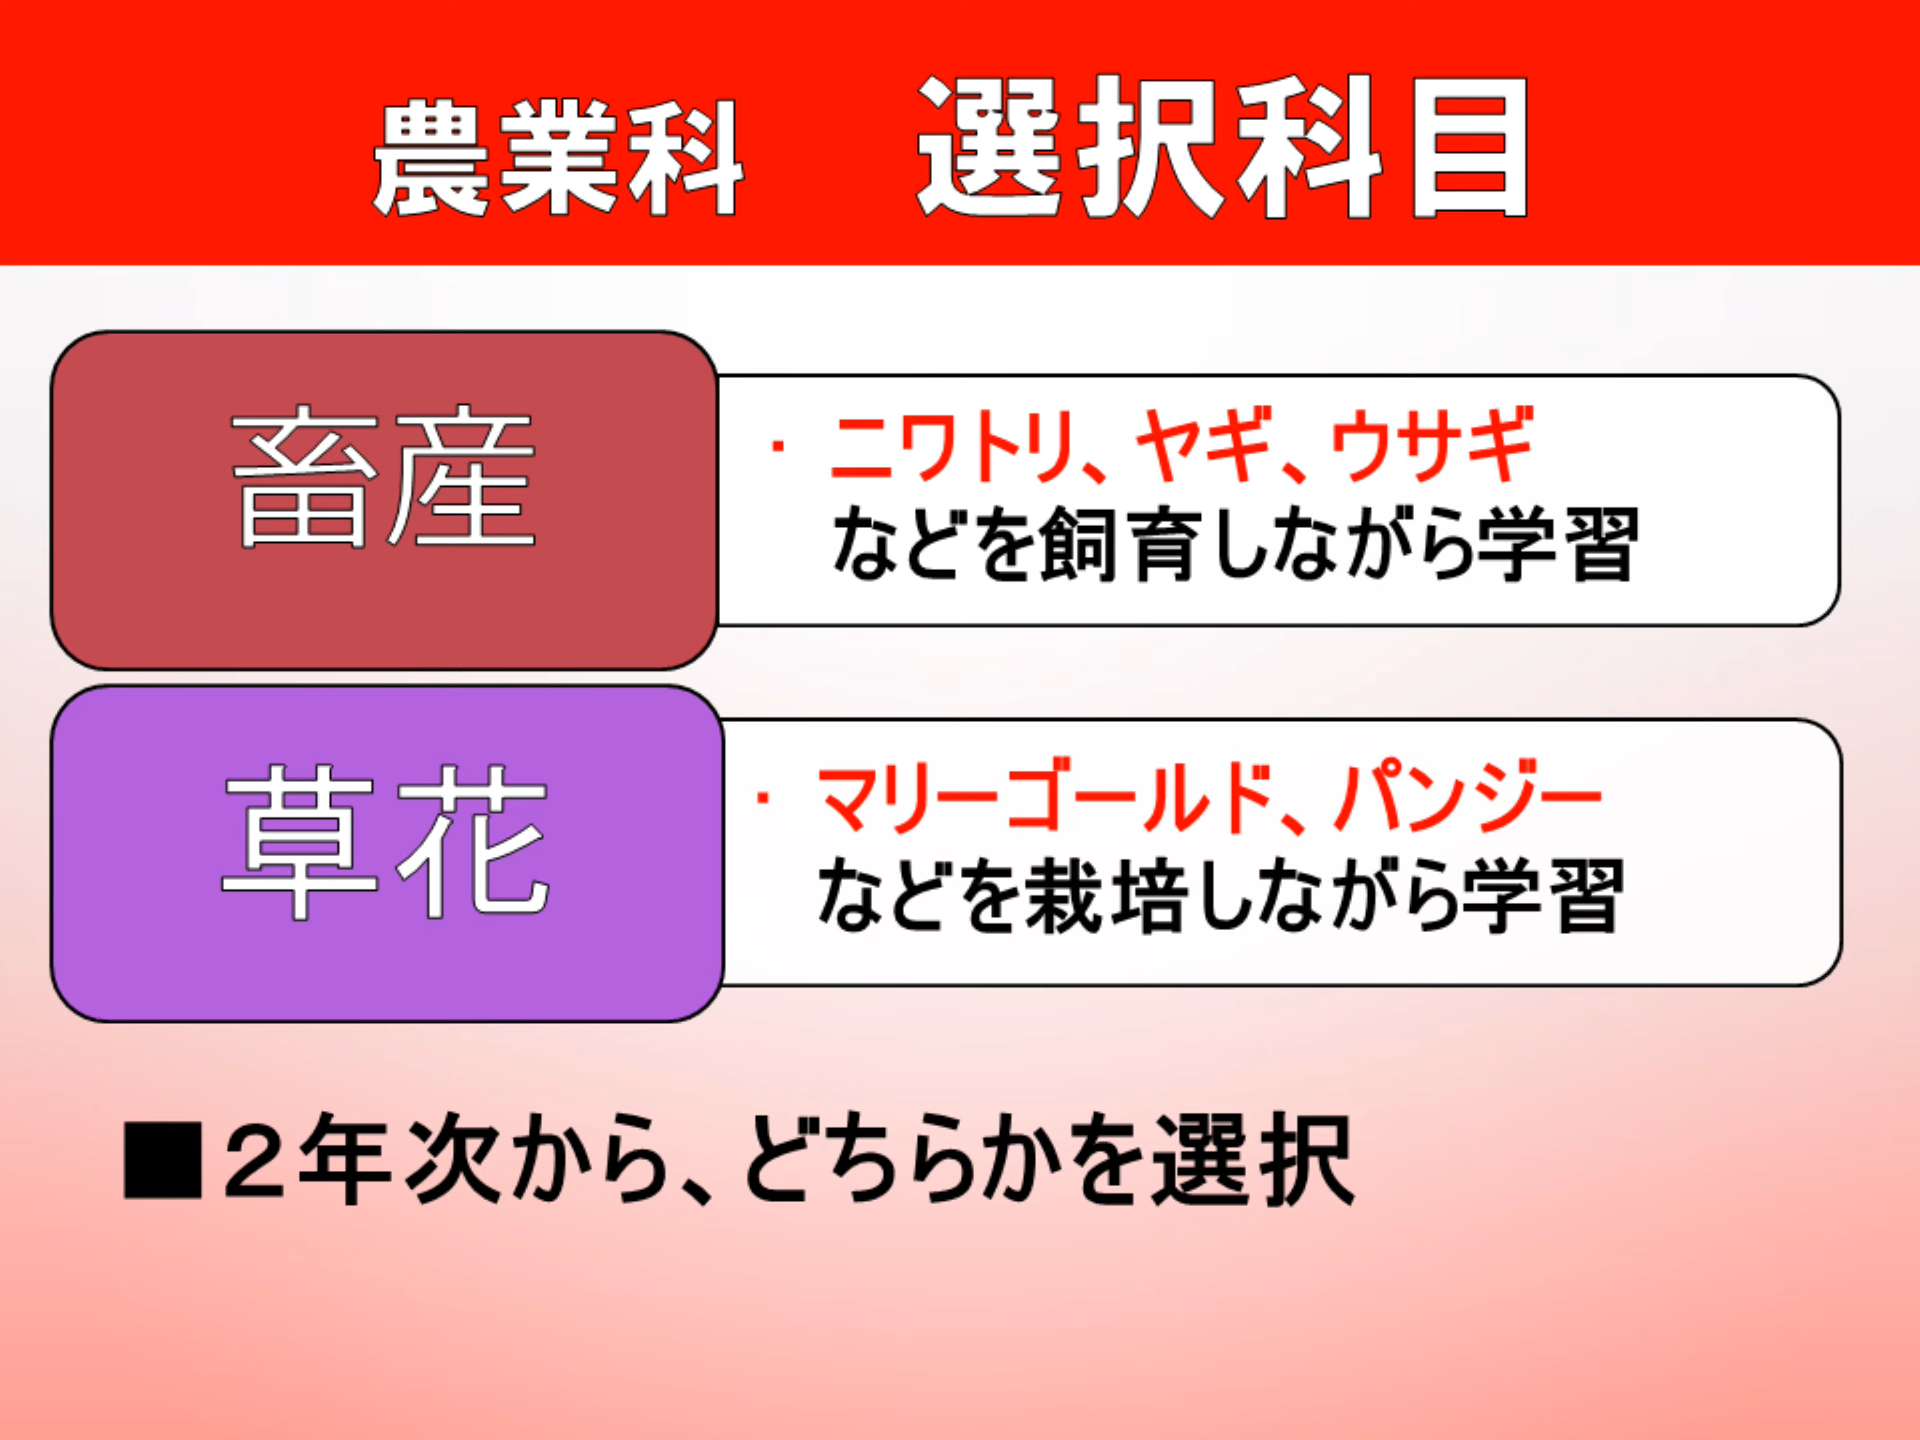 農業科　選択科目
畜産
・ニワトリ、ヤギ、ウサギ
などを飼育しながら学習
草花
・マリーゴールド、パンジー
などを栽培しながら学習
■２年次から、どちらかを選択